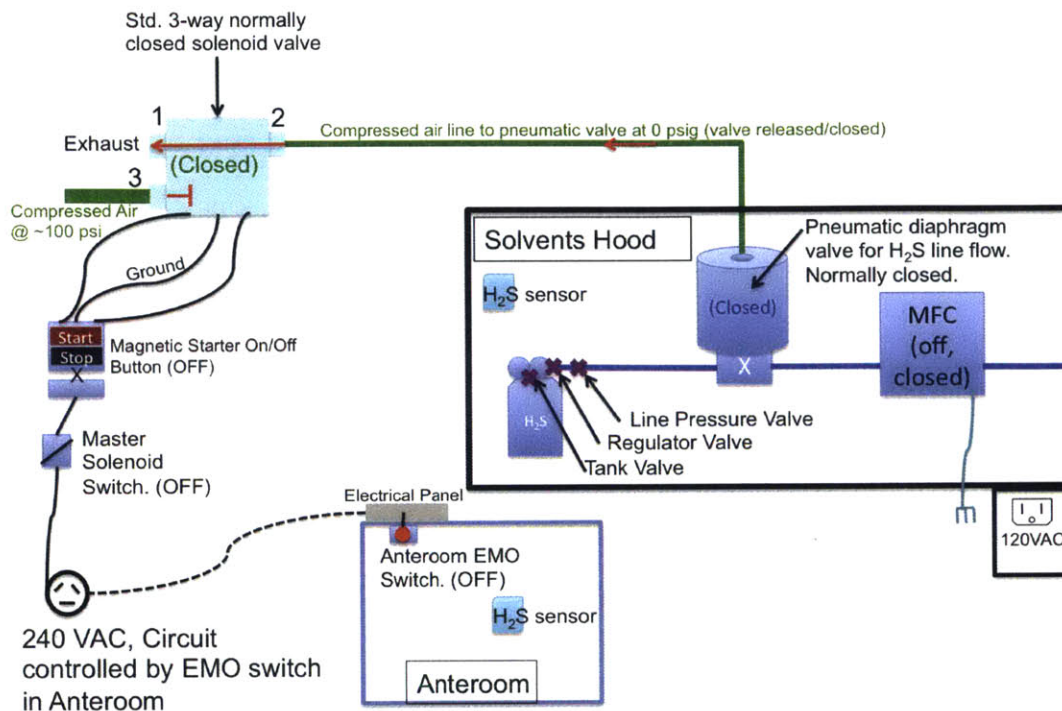 Std. 3-way normally
closed solenoid valve
1
2
Exhaust
(Closed)
3
Compressed Air
@ ~100 psi
Compressed air line to pneumatic valve at 0 psig (valve released/closed)
Ground
Start
Stop
X
Magnetic Starter On/Off
Button (OFF)
Master
Solenoid
Switch. (OFF)
240 VAC, Circuit
controlled by EMO switch
in Anteroom
Solvents Hood
H₂S sensor
(Closed)
X
Pneumatic diaphragm
valve for H₂S line flow.
Normally closed.
MFC
(off,
closed)
H₂S
Line Pressure Valve
Regulator Valve
Tank Valve
120VAC
Electrical Panel
Anteroom EMO
Switch. (OFF)
H₂S sensor
Anteroom